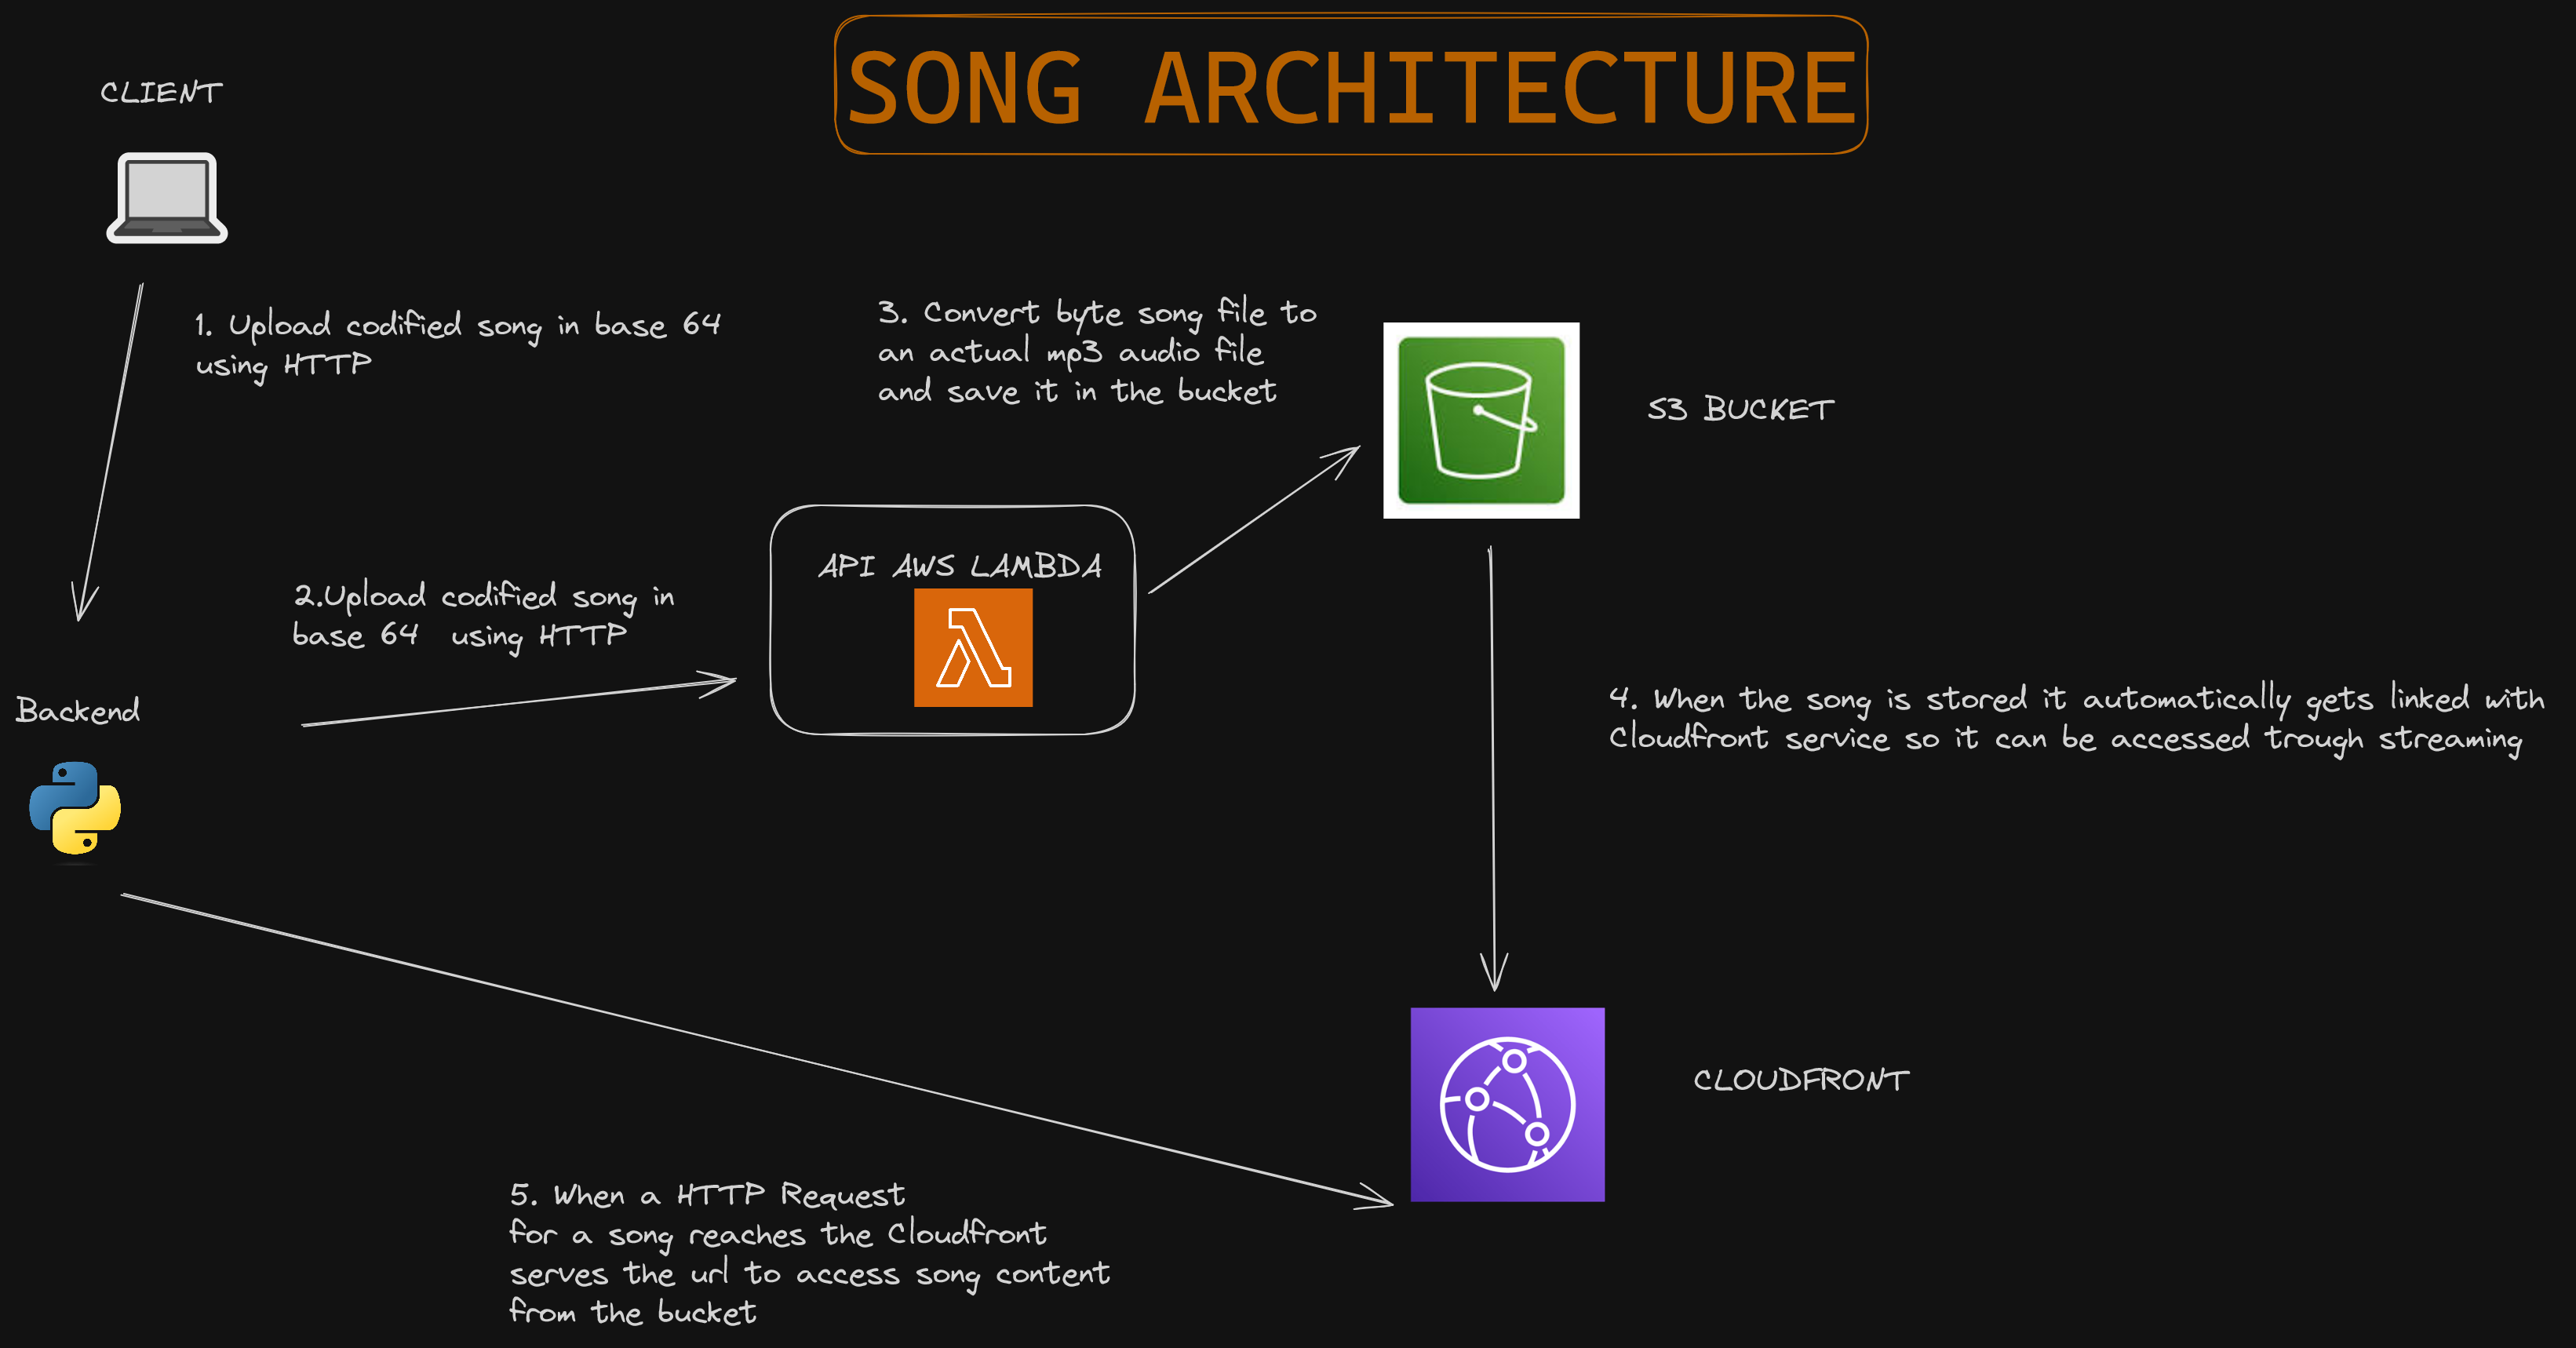 SONG ARCHITECTURE
CLIENT
1. Upload codified song in base 64
using HTTP
3. Convert byte song file to
an actual mp3 audio file
and save it in the bucket
S3 BUCKET
API AWS LAMBDA
2.Upload codified song in
base 64 using HTTP
Backend
4. When the song is stored it automatically gets linked with
Cloudfront service so it can be accessed trough streaming
CLOUDFRONT
5. When a HTTP Request
for a song reaches the Cloudfront
serves the url to access song content
from the bucket